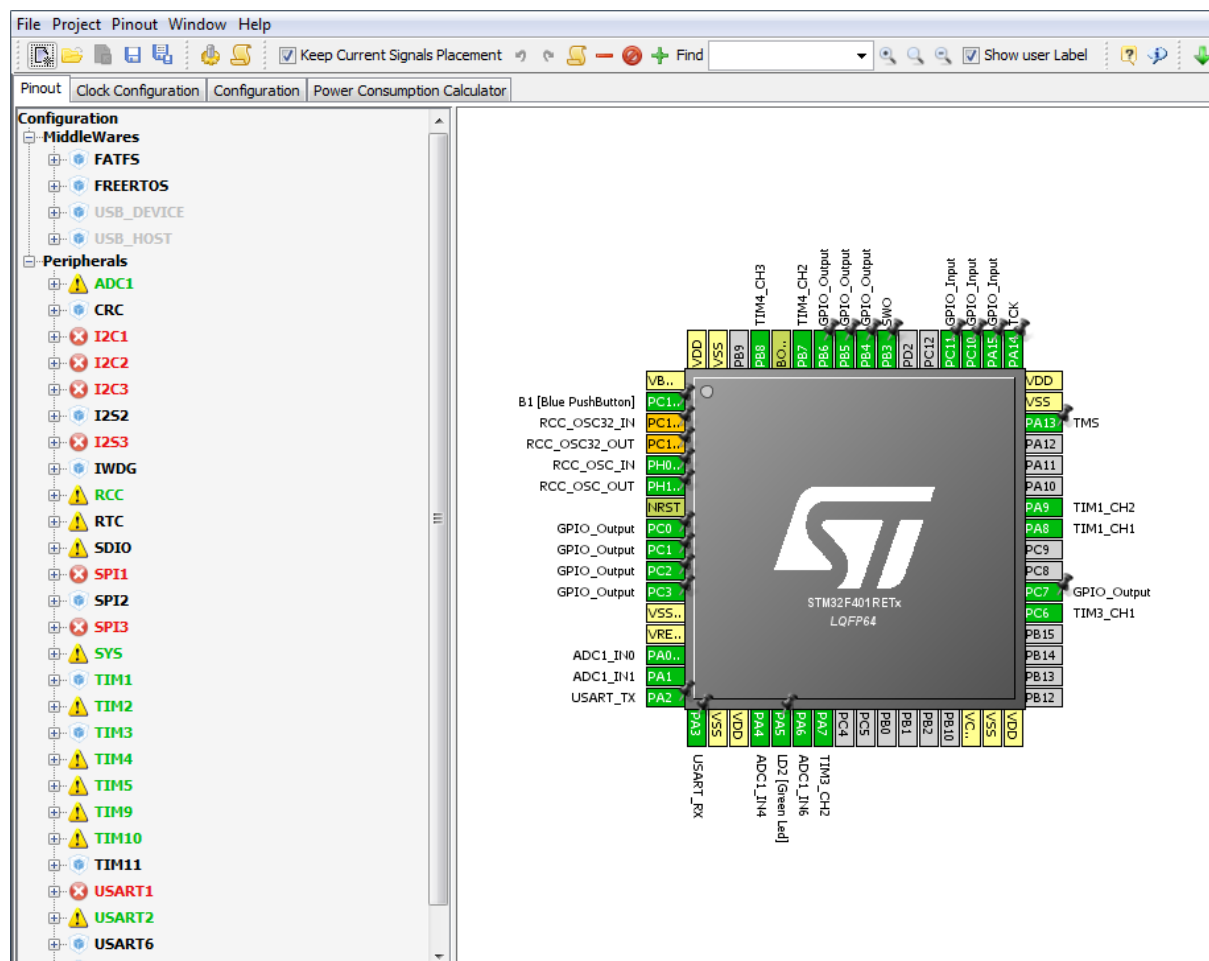 File Project Pinout Window Help
Keep Current Signals Placement Find Show user Label
Pinout Clock Configuration Configuration Power Consumption Calculator
Configuration
MiddleWares
FATFS
FREERTOS
USB_DEVICE
USB_HOST
Peripherals
ADC1
CRC
I2C1
I2C2
I2C3
I2S2
I2S3
IWDG
RCC
RTC
SDIO
SPI1
SPI2
SPI3
SYS
TIM1
TIM2
TIM3
TIM4
TIM5
TIM9
TIM10
TIM11
USART1
USART2
USART6
TIM4_CH3 TIM4_CH2 GPIO_Output GPIO_Output GPIO_Output SWO GPIO_Input GPIO_Input GPIO_Input TCK
VDD VSS PB9 PB8 BO.. PB7 PB6 PB5 PB4 PB3 PD2 PC12 PC11 PC10 PA15 PA14
VB.. VDD
B1 [Blue PushButton] PC1.. VSS
RCC_OSC32_IN PC1.. PA13 TMS
RCC_OSC32_OUT PC1.. PA12
RCC_OSC_IN PH0.. PA11
RCC_OSC_OUT PH1.. PA10
NRST PA9 TIM1_CH2
GPIO_Output PC0 PA8 TIM1_CH1
GPIO_Output PC1 PC9
GPIO_Output PC2 PC8
GPIO_Output PC3 PC7 GPIO_Output
VSS.. PC6 TIM3_CH1
VRE.. PB15
ADC1_IN0 PA0.. PB14
ADC1_IN1 PA1 PB13
USART_TX PA2 PB12
STM32F401RETx
LQFP64
PA3 VSS VDD PA4 PA5 PA6 PA7 PC4 PC5 PB0 PB1 PB2 PB10 VC.. VSS VDD
USART_RX ADC1_IN4 LD2 [Green Led] ADC1_IN6 TIM3_CH2